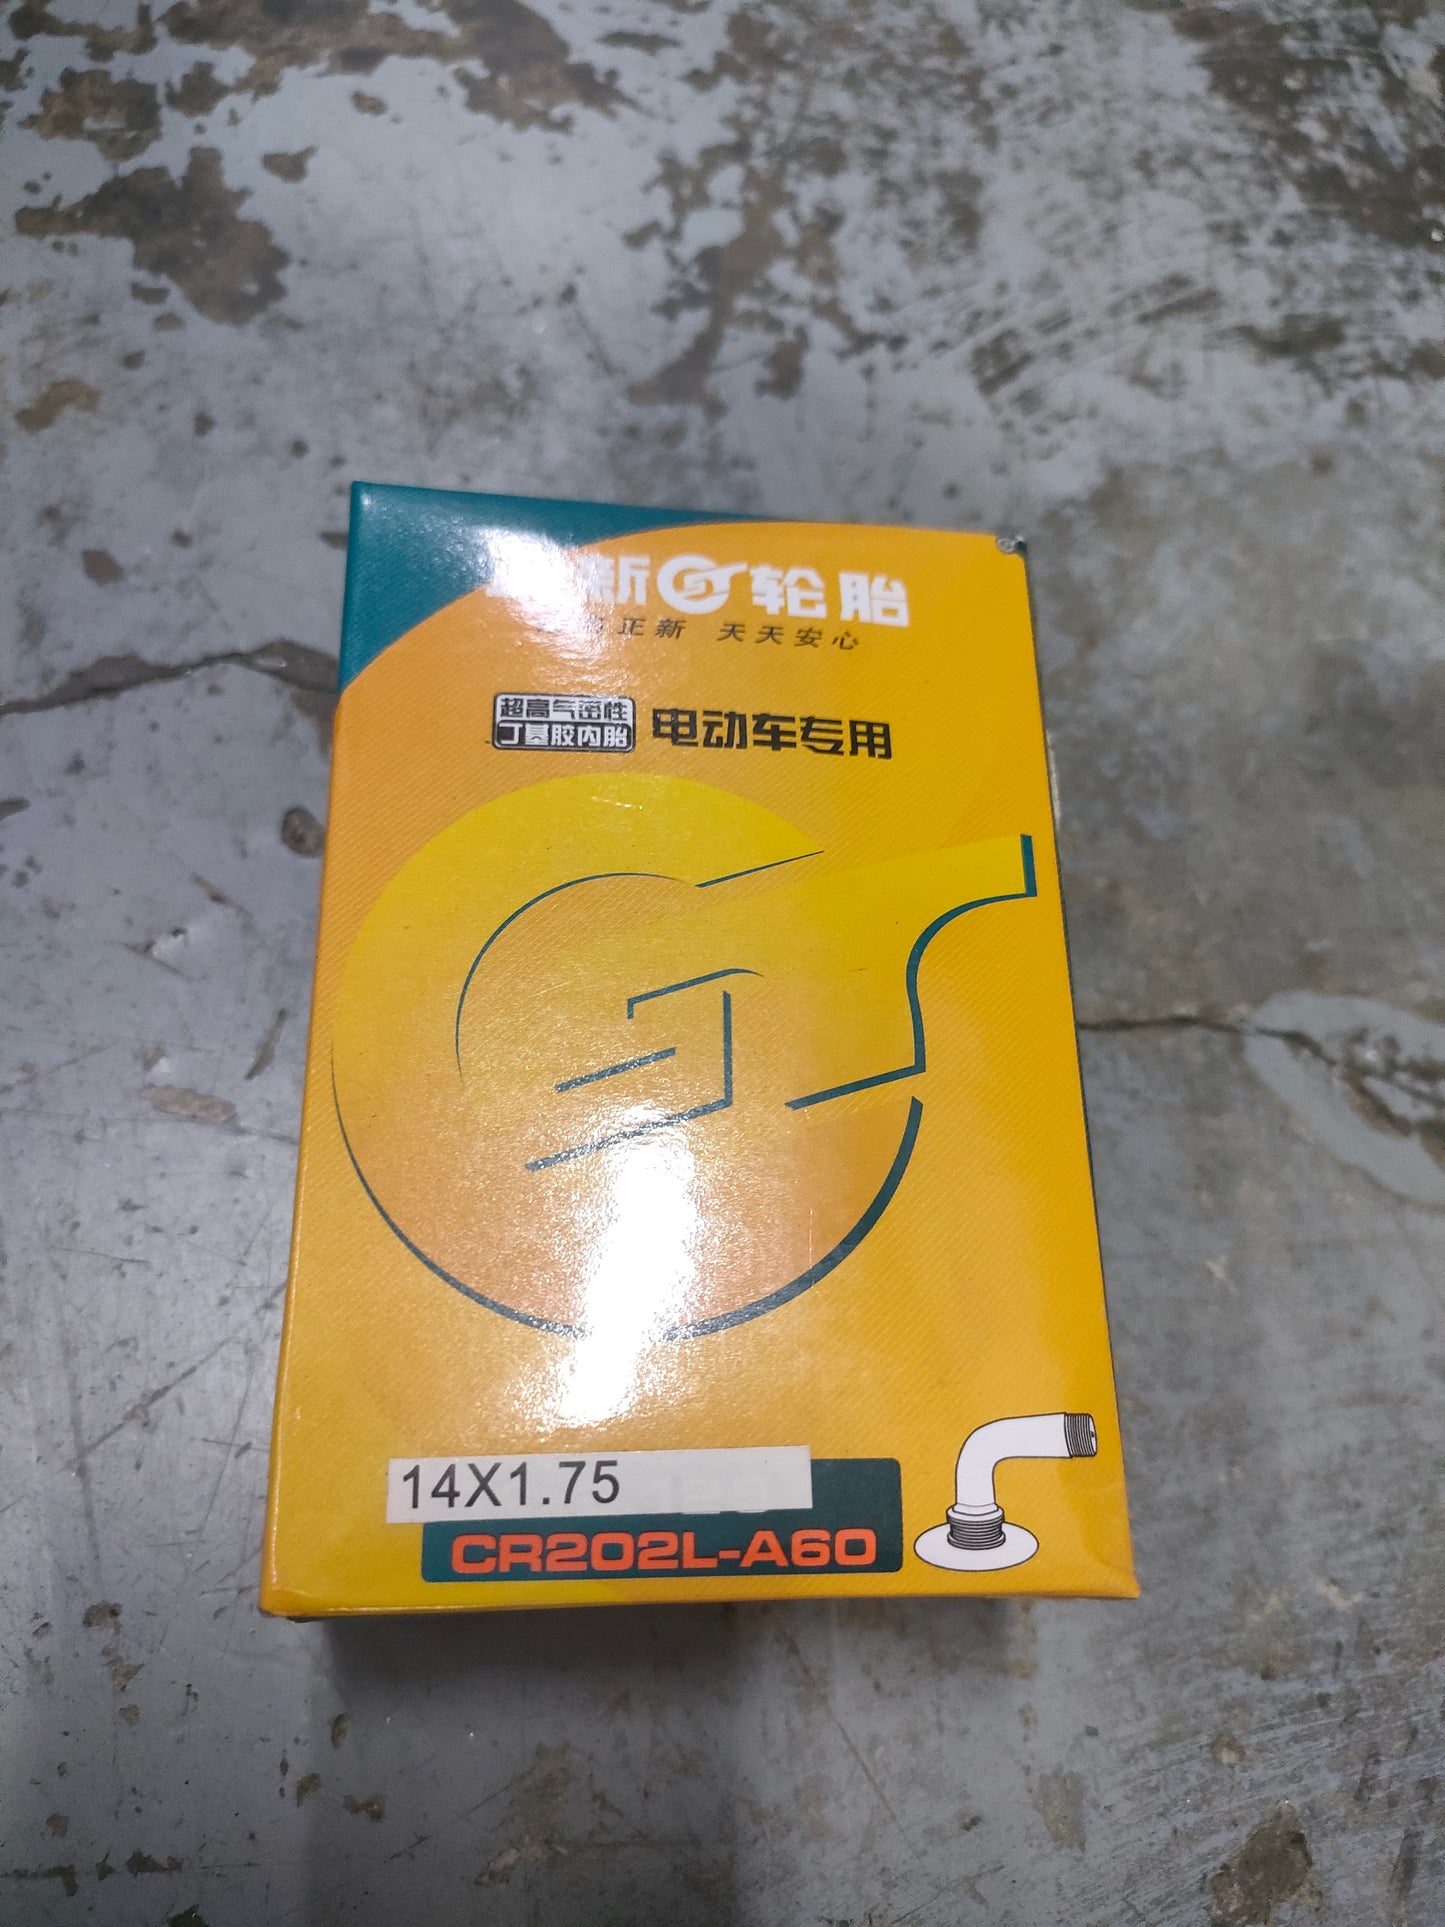 新 轮胎
正新 天天安心
超高气密性
丁基胶内胎
电动车专用
14X1.75
CR202L-A60